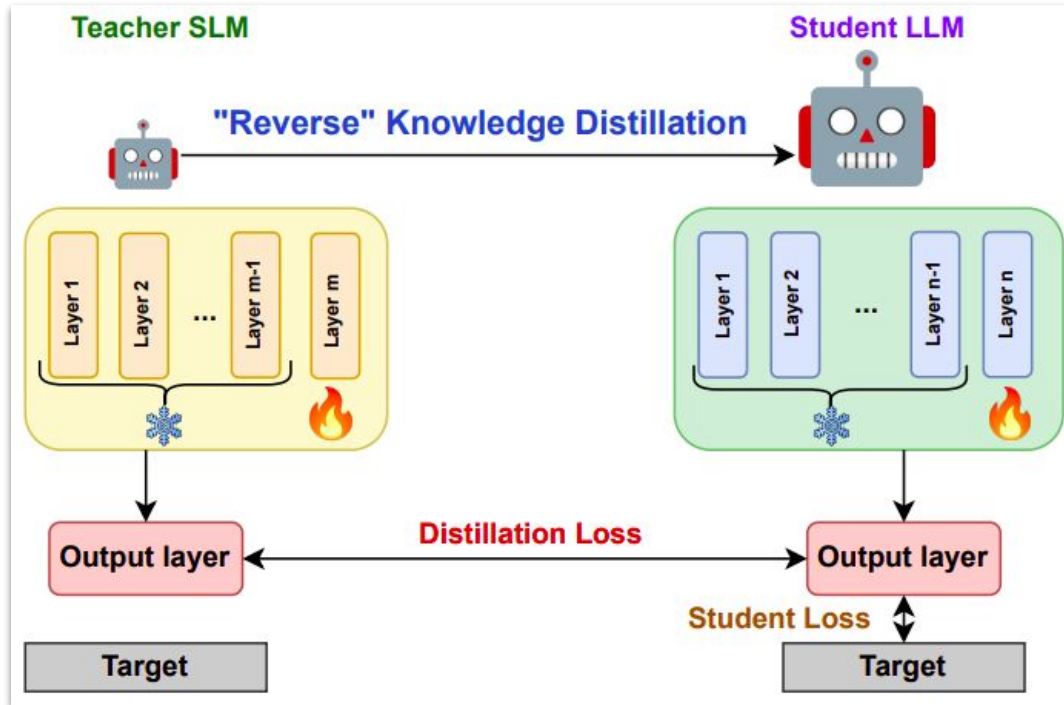 Teacher SLM
Student LLM
"Reverse" Knowledge Distillation
Layer 1
Layer 2
...
Layer m-1
Layer m
Layer 1
Layer 2
...
Layer n-1
Layer n
Output layer
Distillation Loss
Output layer
Student Loss
Target
Target